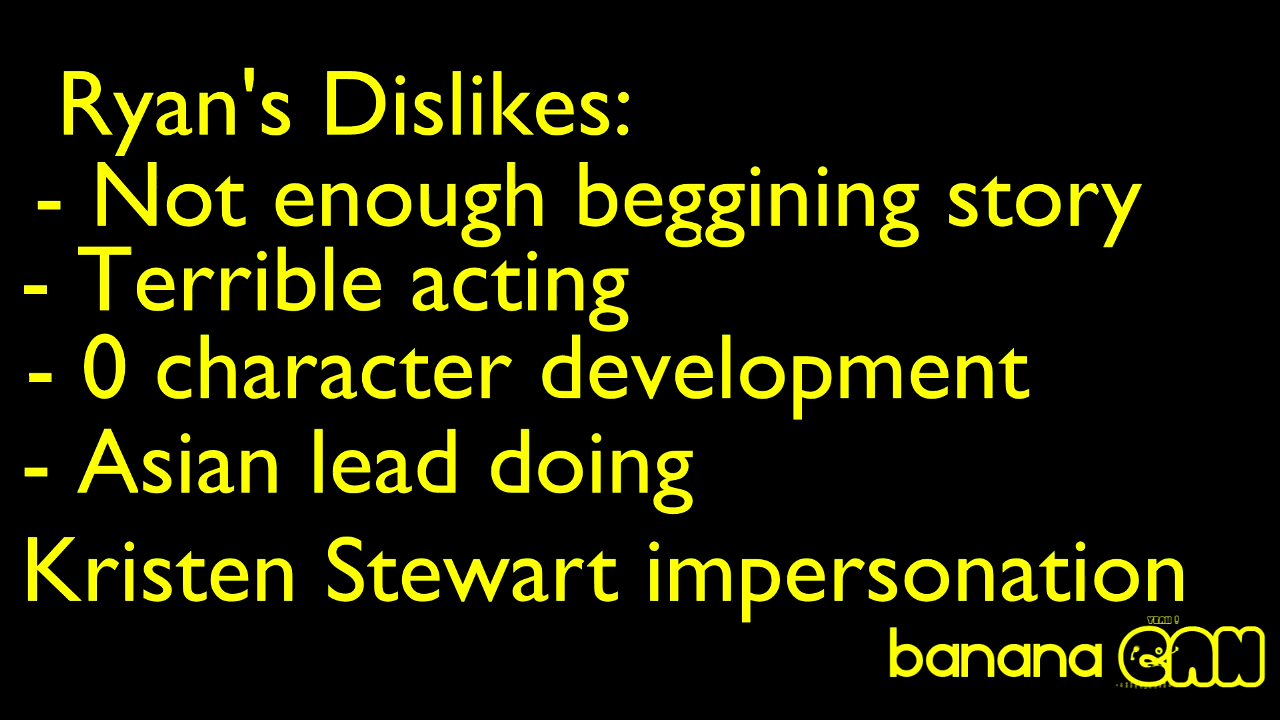 Ryan's Dislikes:
- Not enough beggining story
- Terrible acting
- 0 character development
- Asian lead doing
Kristen Stewart impersonation
YEAH !
banana CAN